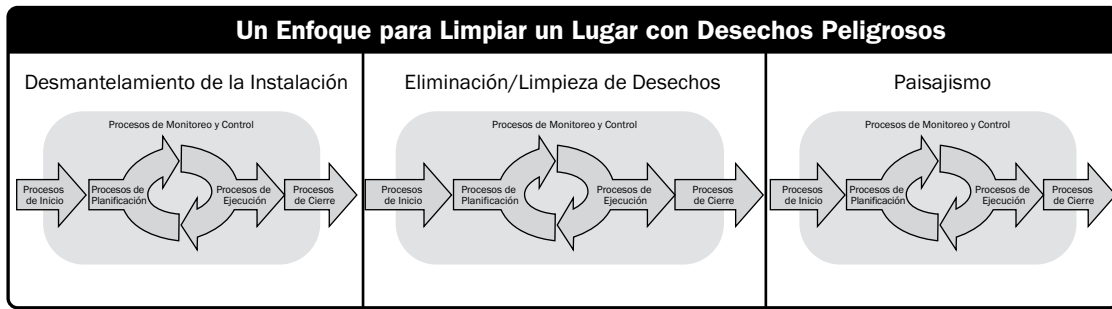 Un Enfoque para Limpiar un Lugar con Desechos Peligrosos
Desmantelamiento de la Instalación
Procesos de Monitoreo y Control
Procesos
de Inicio
Procesos de
Planificación
Procesos de
Ejecución
Procesos
de Cierre
Eliminación/Limpieza de Desechos
Procesos de Monitoreo y Control
Procesos
de Inicio
Procesos de
Planificación
Procesos de
Ejecución
Procesos
de Cierre
Paisajismo
Procesos de Monitoreo y Control
Procesos
de Inicio
Procesos de
Planificación
Procesos de
Ejecución
Procesos
de Cierre